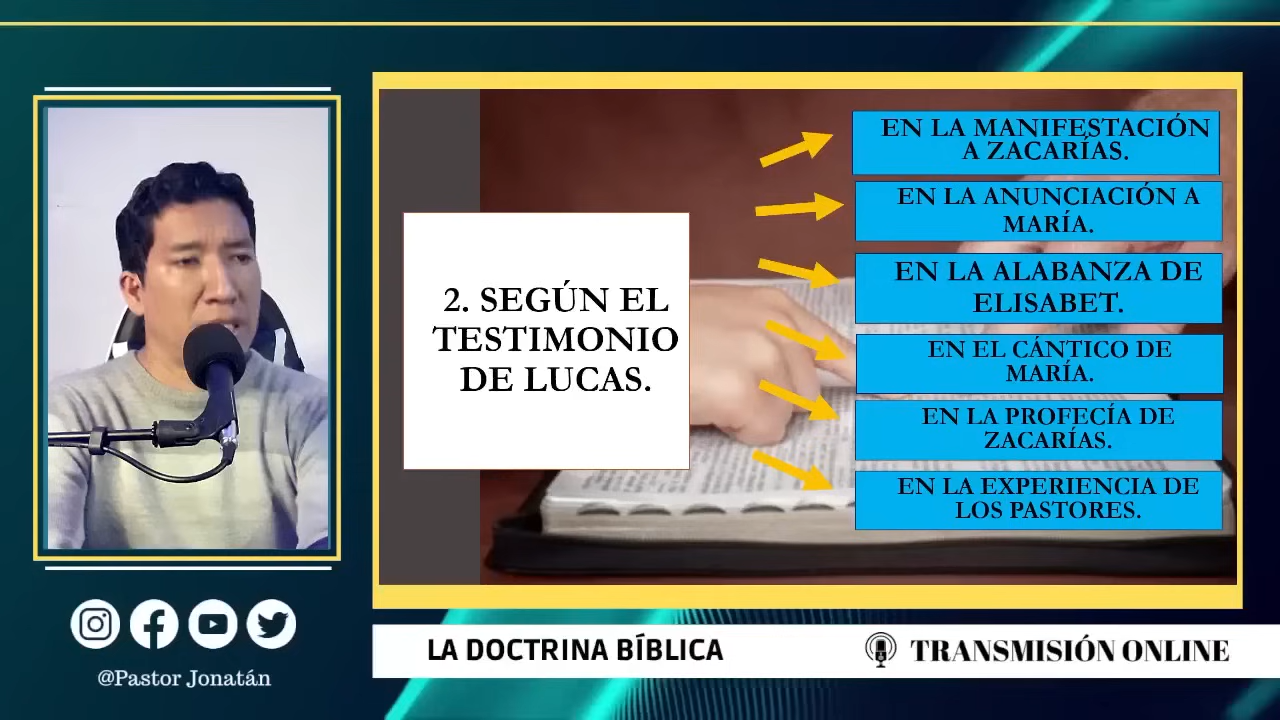 2. SEGÚN EL
TESTIMONIO
DE LUCAS.
EN LA MANIFESTACIÓN
A ZACARÍAS.
EN LA ANUNCIACIÓN A
MARÍA.
EN LA ALABANZA DE
ELISABET.
EN EL CÁNTICO DE
MARÍA.
EN LA PROFECÍA DE
ZACARÍAS.
EN LA EXPERIENCIA DE
LOS PASTORES.
@Pastor Jonatán
LA DOCTRINA BÍBLICA
TRANSMISIÓN ONLINE